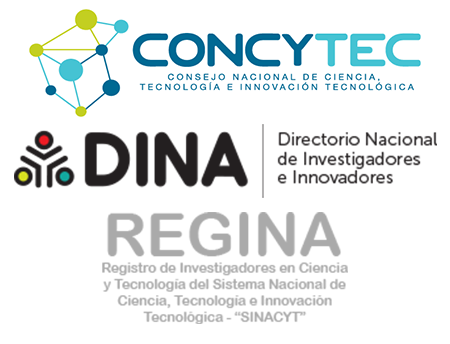 CONCYTEC
CONSEJO NACIONAL DE CIENCIA,
TECNOLOGÍA E INNOVACIÓN TECNOLÓGICA
DINA
Directorio Nacional
de Investigadores
e Innovadores
REGINA
Registro de Investigadores en Ciencia
y Tecnología del Sistema Nacional de
Ciencia, Tecnología e Innovación
Tecnológica - “SINACYT”